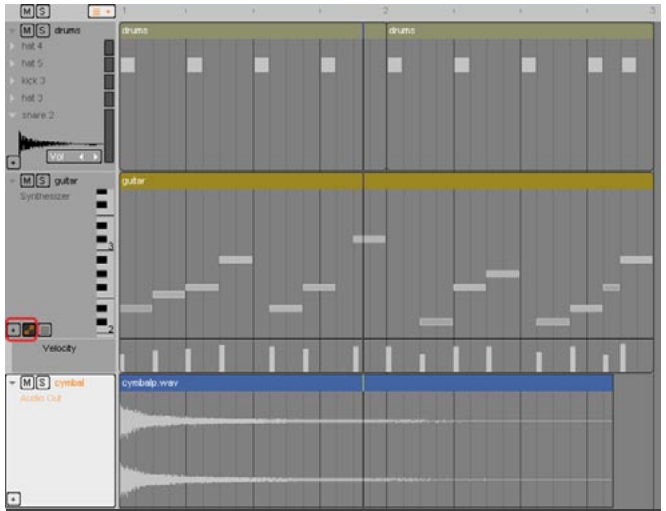 M S
1 2 3
M S drums drums drums
hat 4
hat 5
kick 3
hat 3
snare 2
Vol
M S guitar guitar
Synthesizer
3
2
Velocity
M S cymbal cymbalp.wav
Audio Out